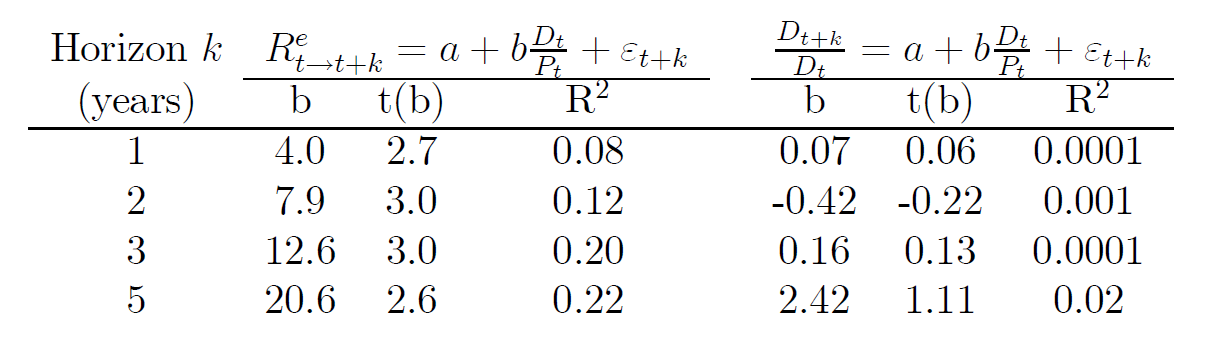 Horizon k R^e_{t→t+k} = a + b D_t/P_t + ε_{t+k} D_{t+k}/D_t = a + b D_t/P_t + ε_{t+k}
(years) b t(b) R² b t(b) R²
1 4.0 2.7 0.08 0.07 0.06 0.0001
2 7.9 3.0 0.12 -0.42 -0.22 0.001
3 12.6 3.0 0.20 0.16 0.13 0.0001
5 20.6 2.6 0.22 2.42 1.11 0.02